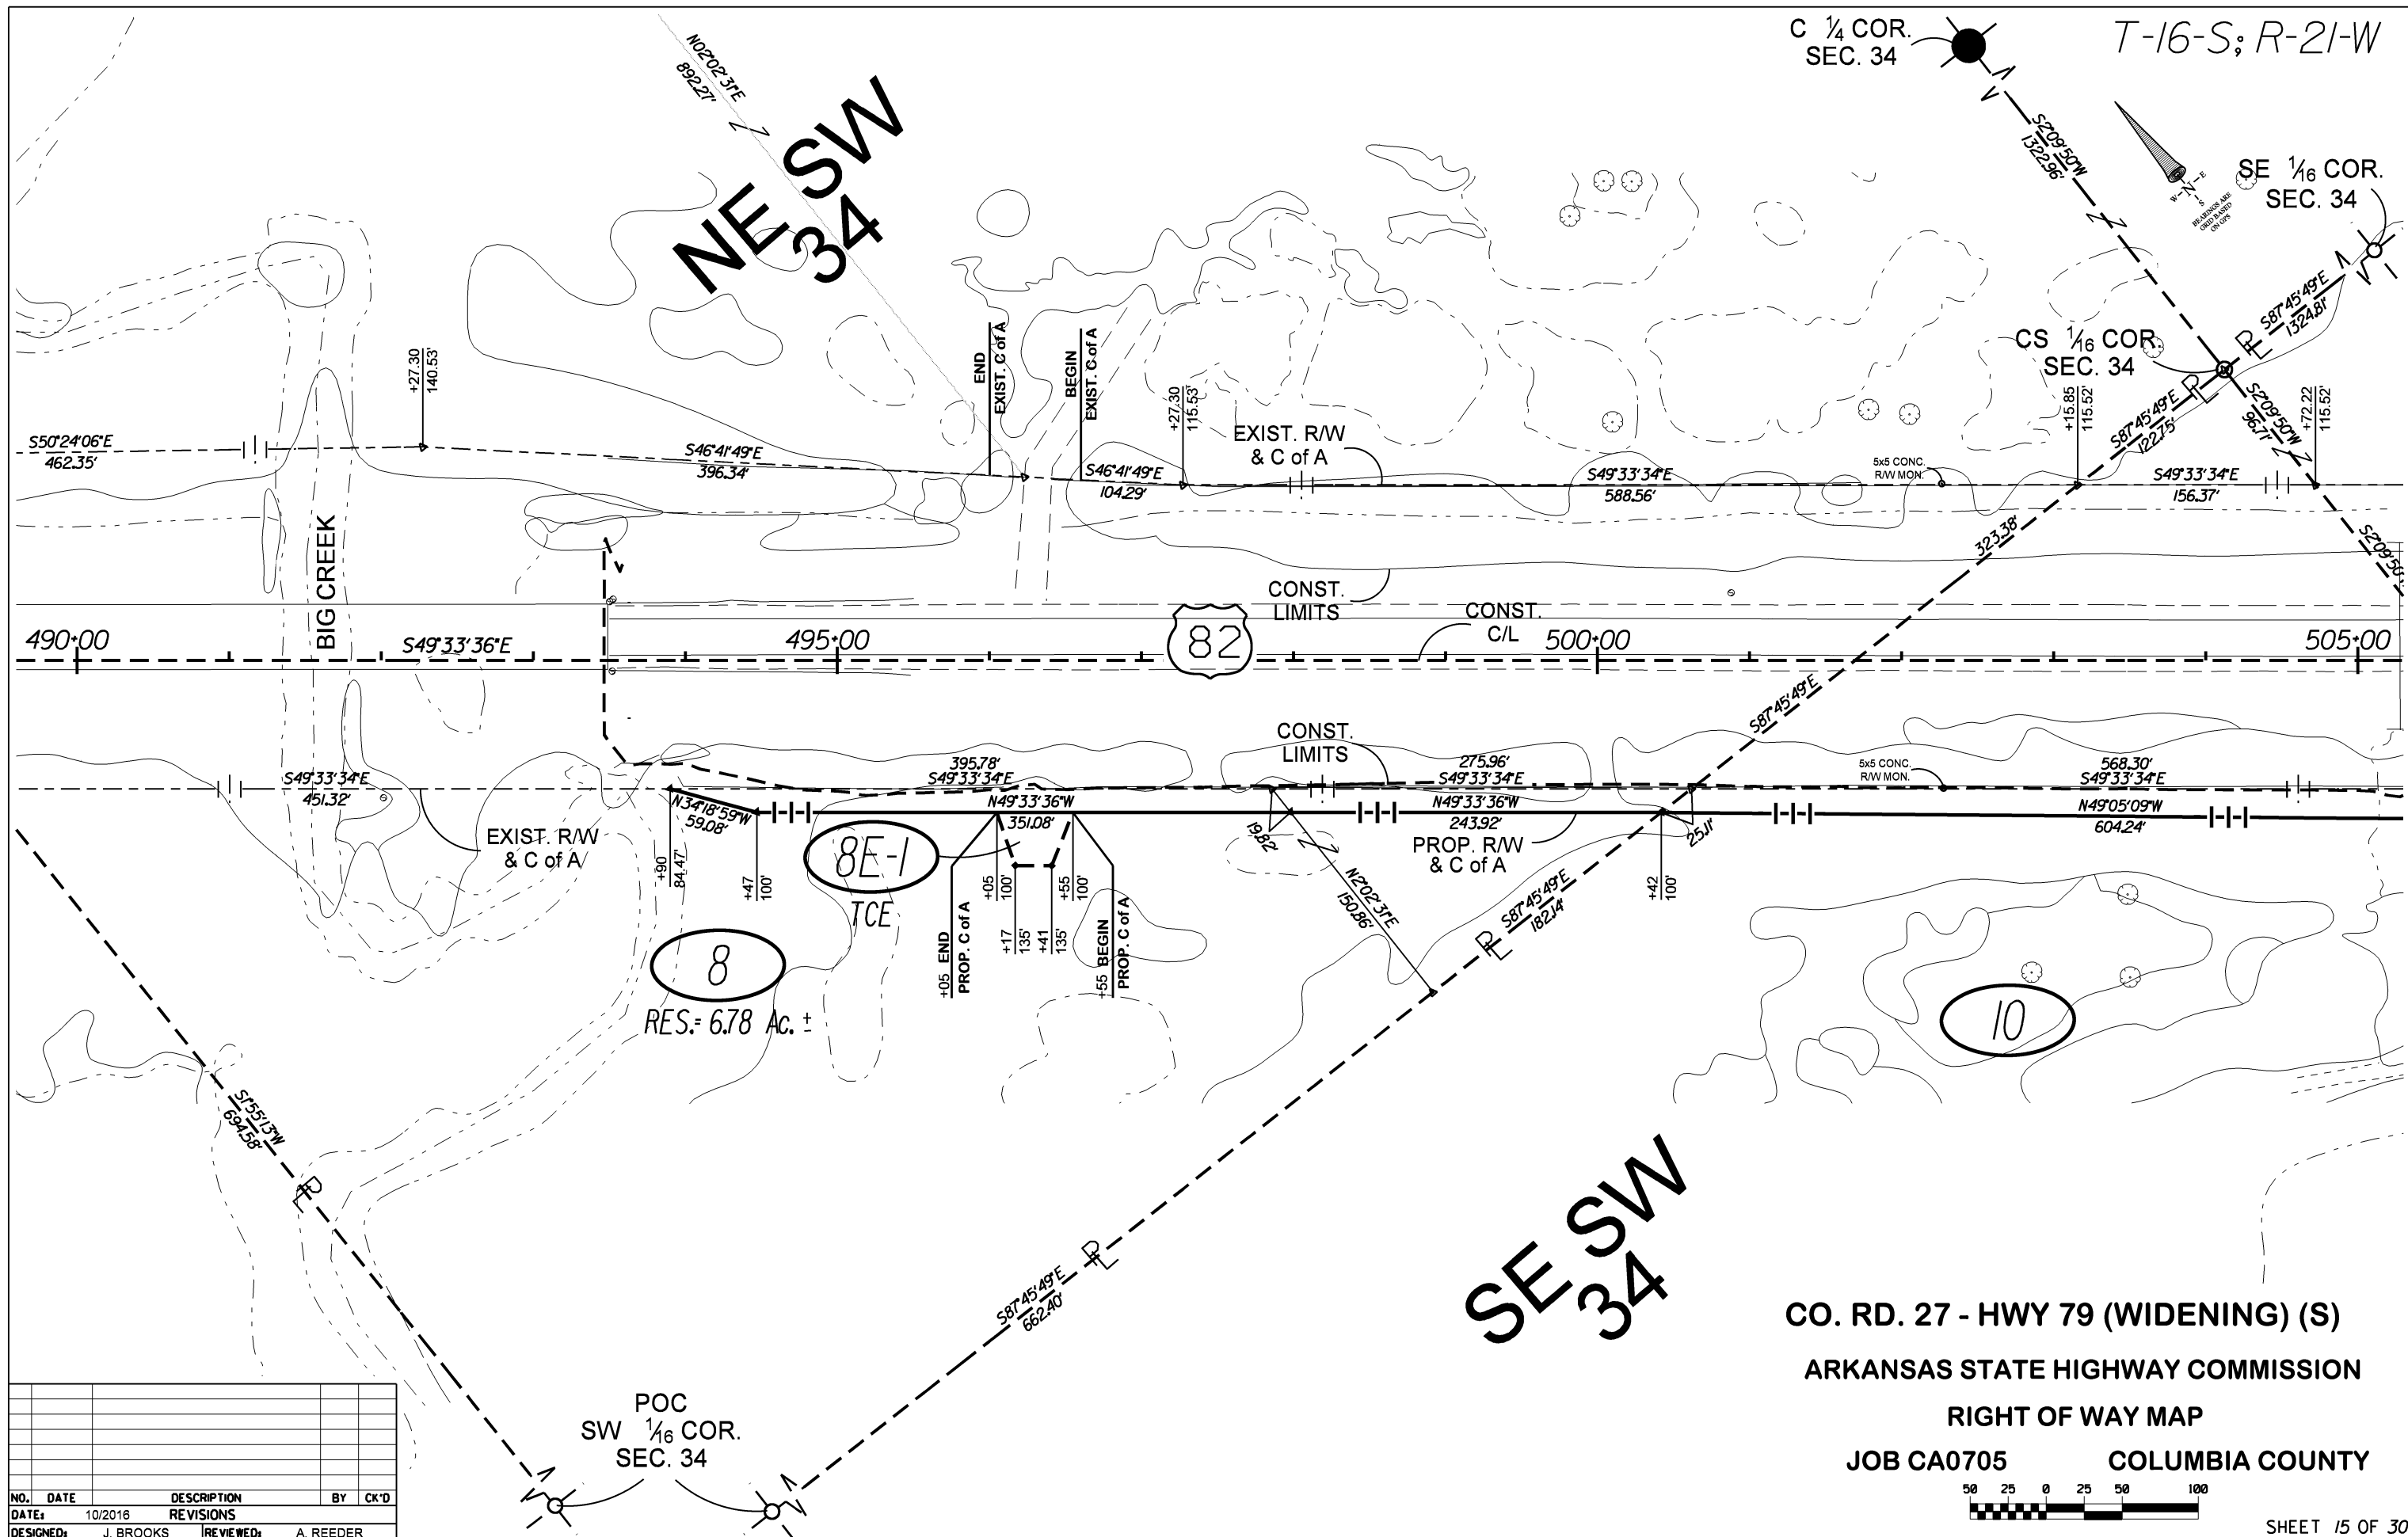 T-16-S; R-21-W
C 1/4 COR.
SEC. 34
N02°02'31"E
892.27'
NE SW
34
S2°09'50"W
1322.96'
W N E
S
BEARINGS ARE
GRID BASED
ON GPS
SE 1/16 COR.
SEC. 34
S87°45'49"E
1324.81'
CS 1/16 COR.
SEC. 34
S87°45'49"E
122.75'
S2°09'50"W
96.71'
+27.30
140.53'
END
EXIST. C of A
BEGIN
EXIST. C of A
+27.30
115.53'
+15.85
115.52'
+72.22
115.52'
S50°24'06"E
462.35'
S46°41'49"E
396.34'
S46°41'49"E
104.29'
EXIST. R/W
& C of A
S49°33'34"E
588.56'
5x5 CONC.
R/W MON.
S49°33'34"E
156.37'
BIG CREEK
323.38'
S2°09'50"
CONST.
LIMITS
CONST.
C/L
82
490+00
S49°33'36"E
495+00
500+00
505+00
S87°45'49"E
CONST.
LIMITS
S49°33'34"E
451.32'
395.78'
S49°33'34"E
275.96'
S49°33'34"E
5x5 CONC.
R/W MON.
568.30'
S49°33'34"E
N34°18'59"W
59.08'
N49°33'36"W
351.08'
N49°33'36"W
243.92'
N49°05'09"W
604.24'
EXIST. R/W
& C of A
+90
84.47'
+47
100'
8E-1
TCE
+05
100'
+55
100'
19.82'
PROP. R/W
& C of A
25.11'
+42
100'
+05 END
PROP. C of A
+17
135'
+41
135'
+55 BEGIN
PROP. C of A
N2°02'31"E
150.86'
S87°45'49"E
182.14'
8
RES.= 6.78 Ac. ±
10
S1°55'13"W
694.58'
S87°45'49"E
662.40'
SE SW
34
POC
SW 1/16 COR.
SEC. 34
CO. RD. 27 - HWY 79 (WIDENING) (S)
ARKANSAS STATE HIGHWAY COMMISSION
RIGHT OF WAY MAP
JOB CA0705 COLUMBIA COUNTY
50 25 0 25 50 100
SHEET 15 OF 30
NO. DATE DESCRIPTION BY CK'D
DATE: 10/2016 REVISIONS
DESIGNED: J. BROOKS REVIEWED: A. REEDER